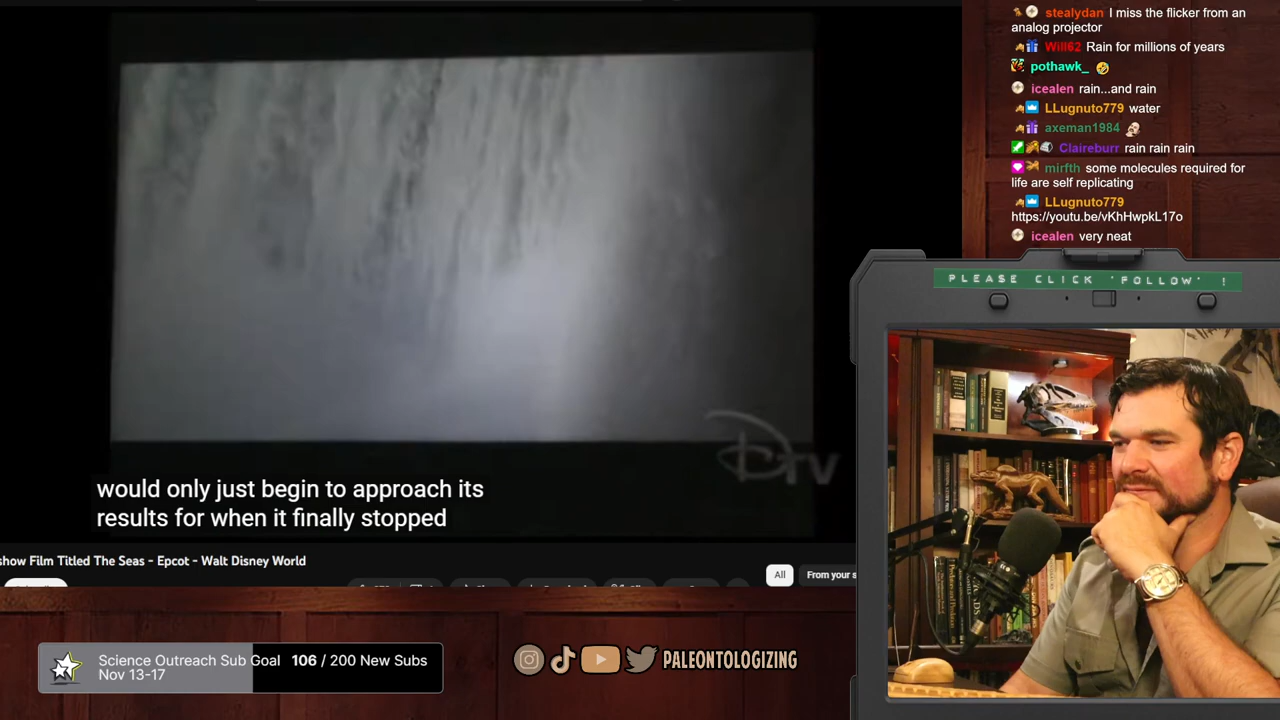 stealydan I miss the flicker from an
analog projector
Will62 Rain for millions of years
pothawk_
icealen rain...and rain
LLugnuto779 water
axeman1984
Claireburr rain rain rain
mirfth some molecules required for
life are self replicating
LLugnuto779
https://youtu.be/vKhHwpkL17o
icealen very neat
PLEASE CLICK 'FOLLOW' !
DTV
would only just begin to approach its
results for when it finally stopped
show Film Titled The Seas - Epcot - Walt Disney World
All
From your s
Science Outreach Sub Goal 106 / 200 New Subs
Nov 13-17
PALEONTOLOGIZING